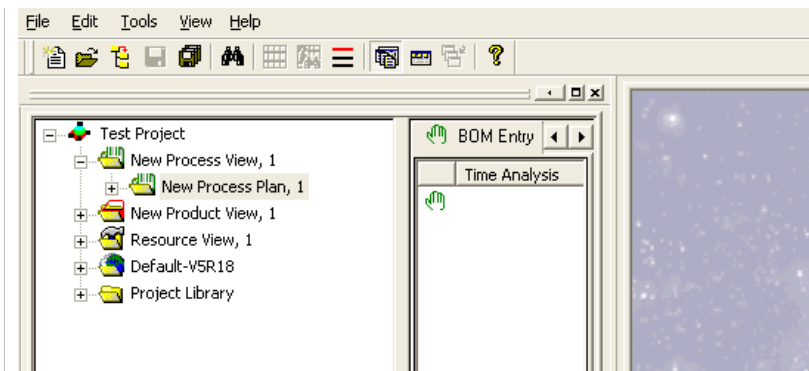 File Edit Tools View Help
Test Project
New Process View, 1
New Process Plan, 1
New Product View, 1
Resource View, 1
Default-V5R18
Project Library
BOM Entry
Time Analysis